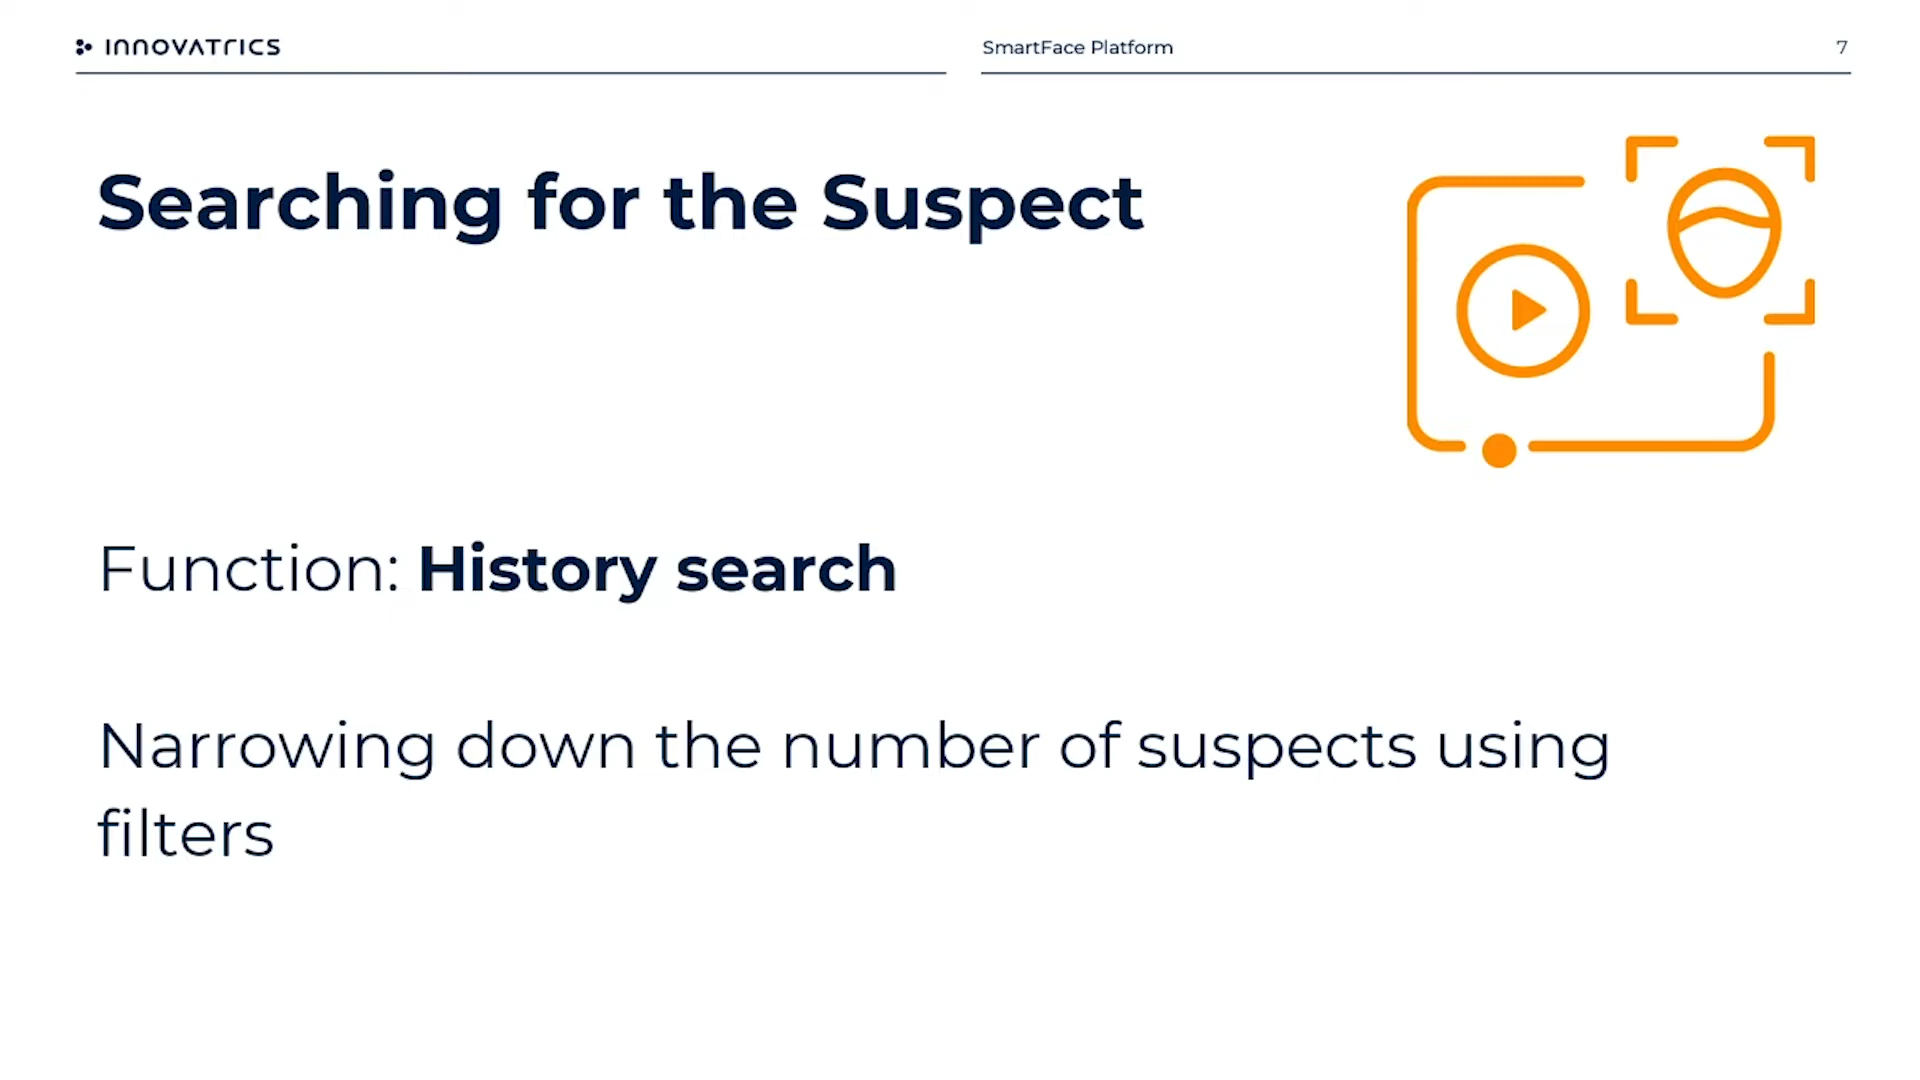 INNOVATRICS
SmartFace Platform
7
Searching for the Suspect
Function: History search
Narrowing down the number of suspects using
filters